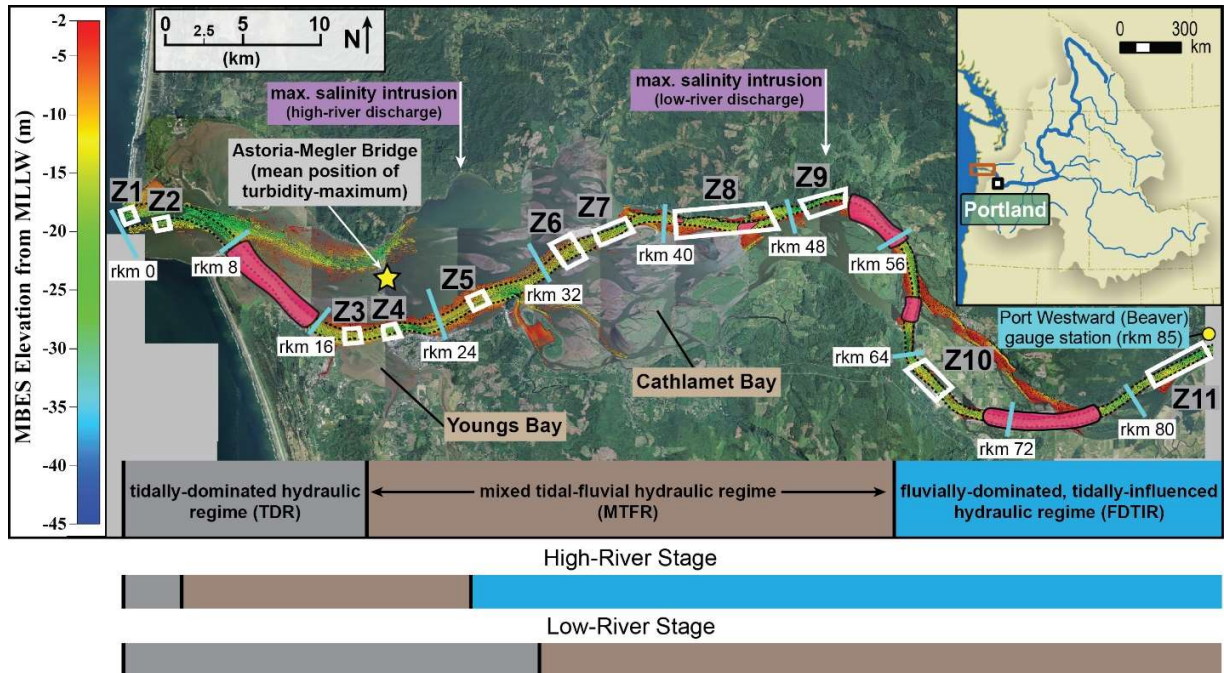 MBES Elevation from MLLW (m)
-2
-5
-10
-15
-20
-25
-30
-35
-40
-45
0
2.5
5
10
(km)
N
max. salinity intrusion
(high-river discharge)
max. salinity intrusion
(low-river discharge)
0 300
km
Portland
Astoria-Megler Bridge
(mean position of
turbidity-maximum)
Z1
Z2
Z3
Z4
Z5
Z6
Z7
Z8
Z9
Z10
Z11
rkm 0
rkm 8
rkm 16
rkm 24
rkm 32
rkm 40
rkm 48
rkm 56
rkm 64
rkm 72
rkm 80
Port Westward (Beaver)
gauge station (rkm 85)
Cathlamet Bay
Youngs Bay
tidally-dominated hydraulic
regime (TDR)
mixed tidal-fluvial hydraulic regime
(MTFR)
fluvially-dominated, tidally-influenced
hydraulic regime (FDTIR)
High-River Stage
Low-River Stage